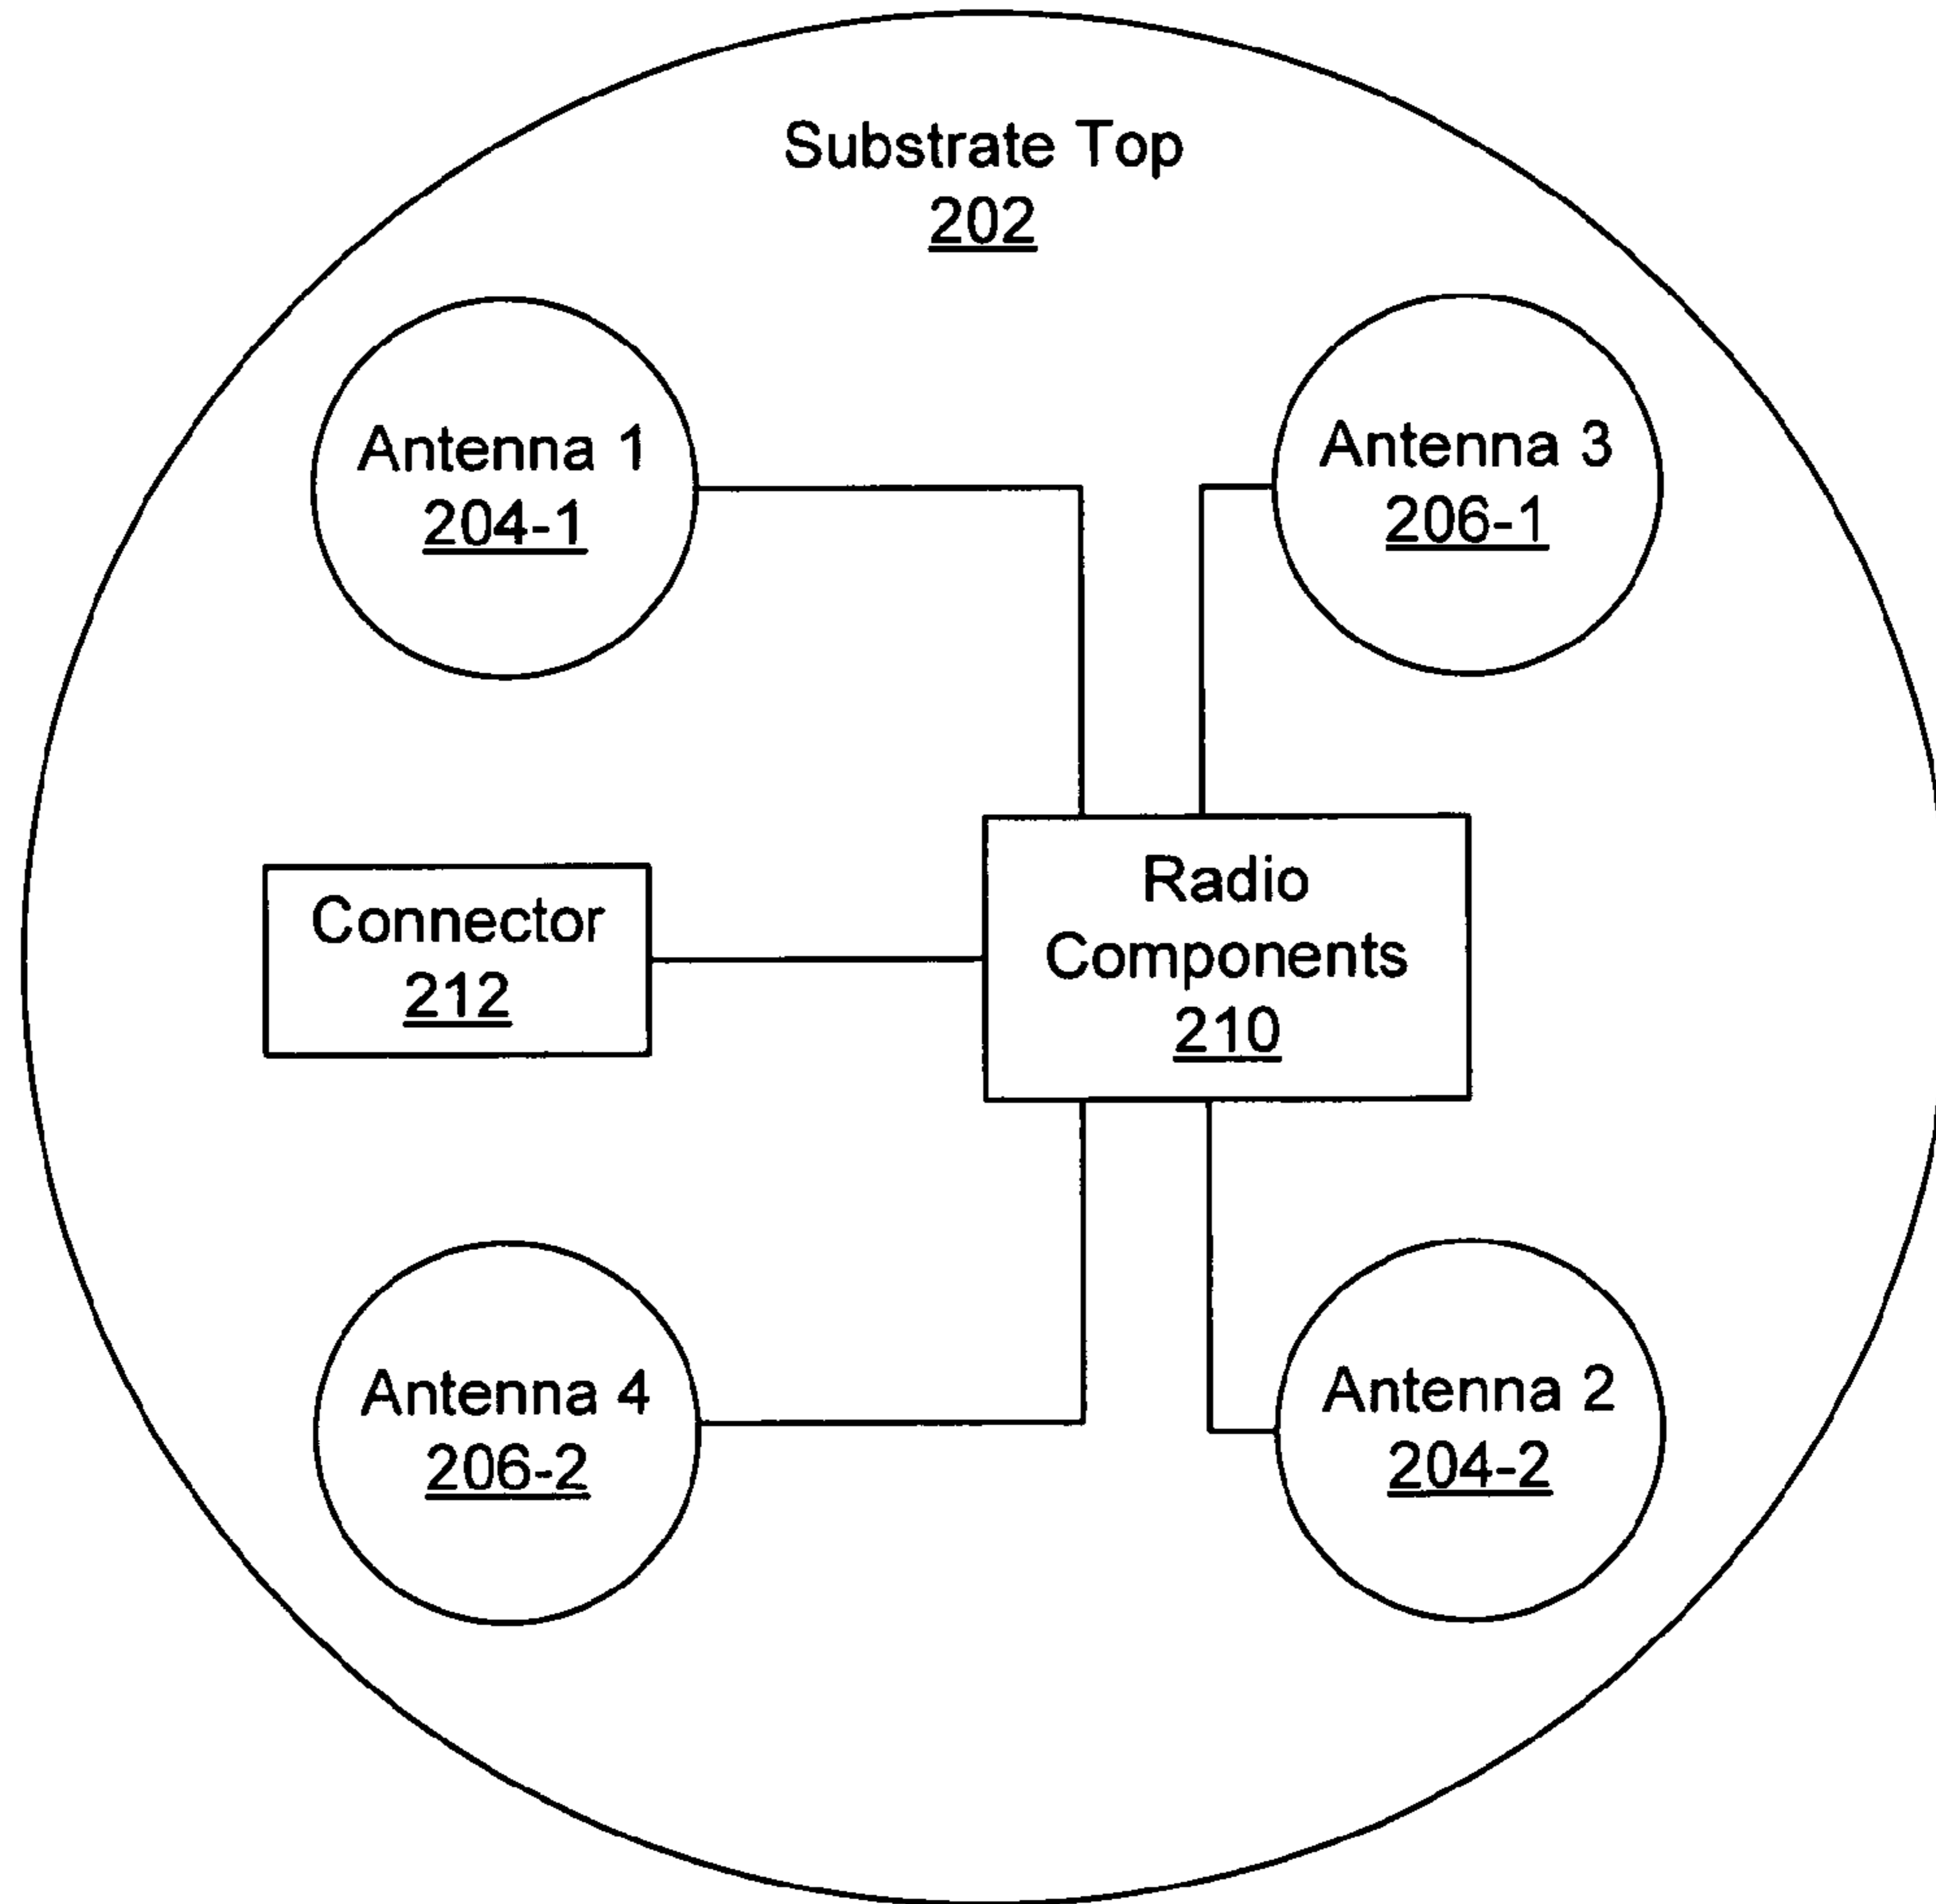 Substrate Top
202
Antenna 1
204-1
Antenna 3
206-1
Connector
212
Radio
Components
210
Antenna 4
206-2
Antenna 2
204-2